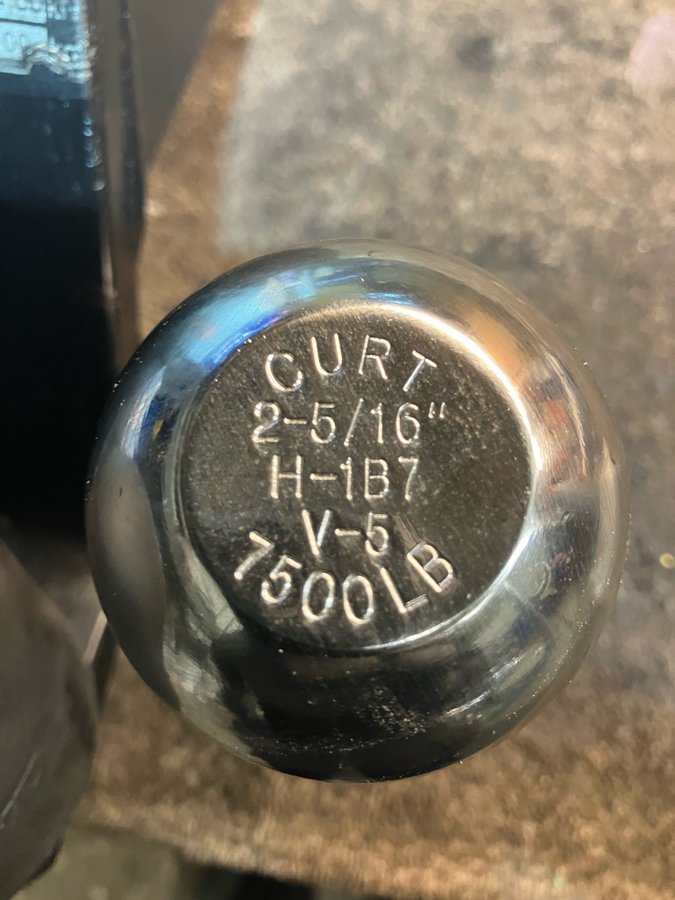 CURT
2-5/16"
H-1B7
V-5
7500LB